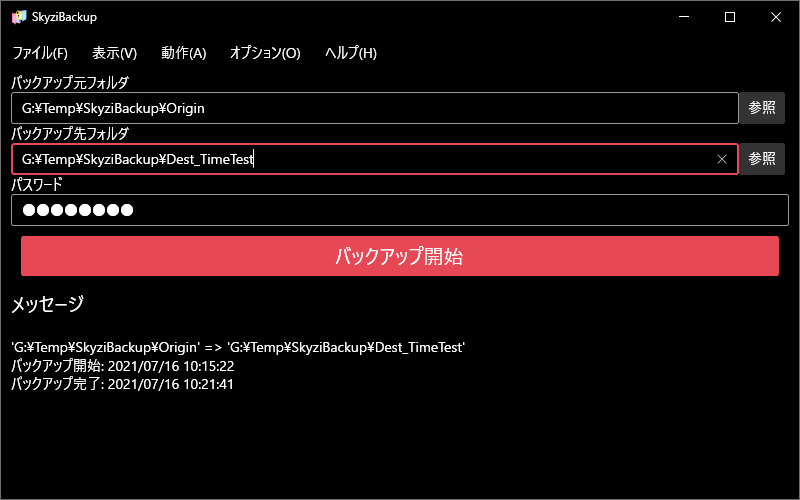 SkyziBackup
ファイル(F) 表示(V) 動作(A) オプション(O) ヘルプ(H)
バックアップ元フォルダ
G:¥Temp¥SkyziBackup¥Origin 参照
バックアップ先フォルダ
G:¥Temp¥SkyziBackup¥Dest_TimeTest 参照
パスワード
●●●●●●●●
バックアップ開始
メッセージ
'G:¥Temp¥SkyziBackup¥Origin' => 'G:¥Temp¥SkyziBackup¥Dest_TimeTest'
バックアップ開始: 2021/07/16 10:15:22
バックアップ完了: 2021/07/16 10:21:41